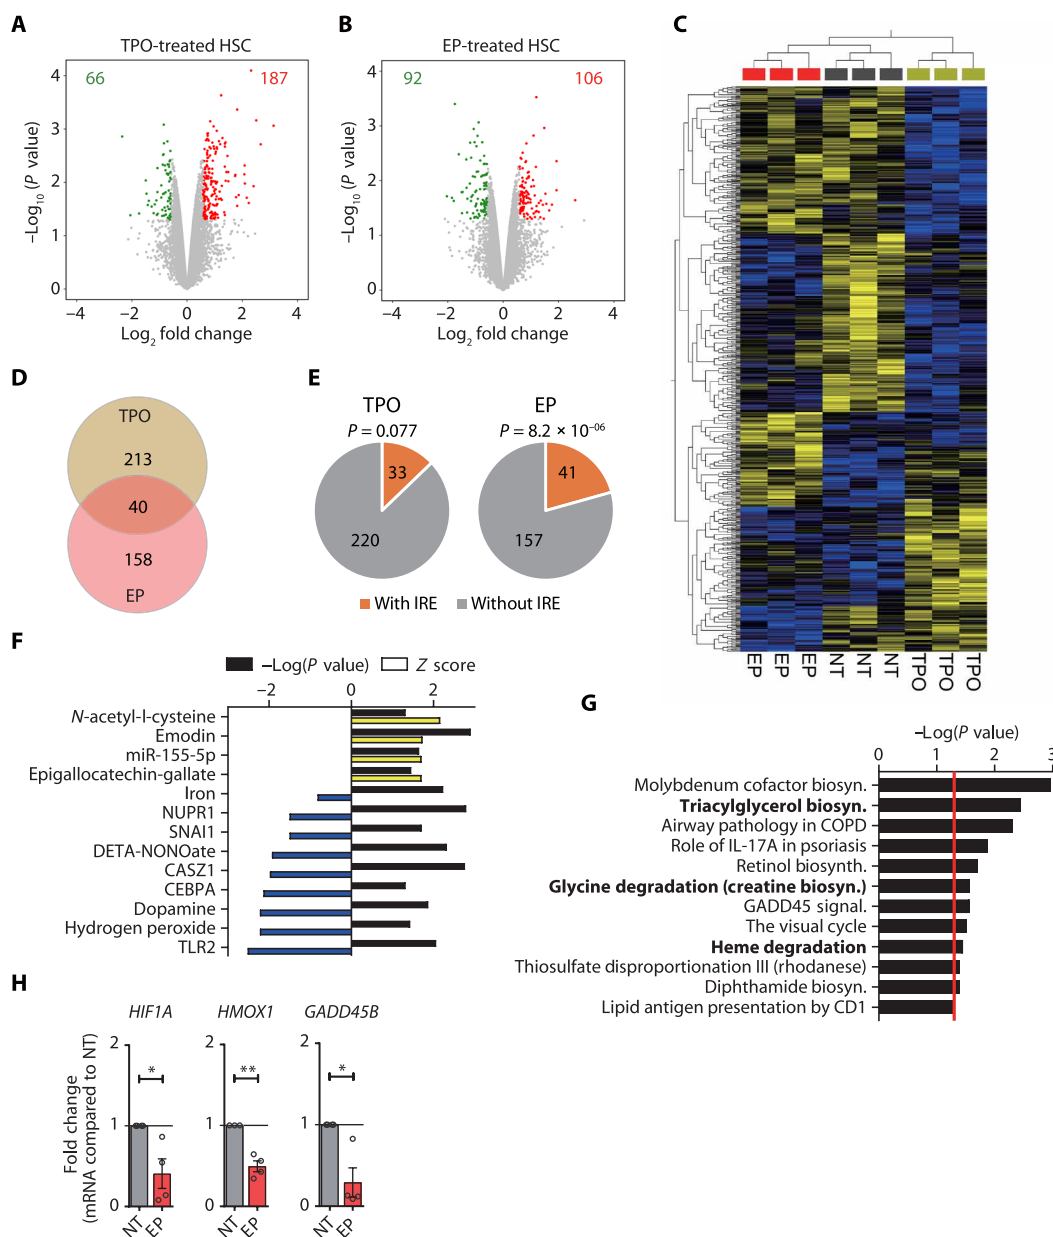 A
TPO-treated HSC
66
187
4
3
2
1
0
−4
−2
0
2
4
−Log10 (P value)
Log2 fold change
B
EP-treated HSC
92
106
4
3
2
1
0
−4
−2
0
2
4
−Log10 (P value)
Log2 fold change
C
EP
EP
EP
NT
NT
NT
TPO
TPO
TPO
D
TPO
213
40
158
EP
E
TPO
P = 0.077
33
220
EP
P = 8.2 × 10−06
41
157
With IRE
Without IRE
F
−Log(P value)
Z score
−2
0
2
N-acetyl-l-cysteine
Emodin
miR-155-5p
Epigallocatechin-gallate
Iron
NUPR1
SNAI1
DETA-NONOate
CASZ1
CEBPA
Dopamine
Hydrogen peroxide
TLR2
G
−Log(P value)
0
1
2
3
Molybdenum cofactor biosyn.
Triacylglycerol biosyn.
Airway pathology in COPD
Role of IL-17A in psoriasis
Retinol biosynth.
Glycine degradation (creatine biosyn.)
GADD45 signal.
The visual cycle
Heme degradation
Thiosulfate disproportionation III (rhodanese)
Diphthamide biosyn.
Lipid antigen presentation by CD1
H
Fold change
(mRNA compared to NT)
HIF1A
2
1
0
*
NT
EP
HMOX1
2
1
0
**
NT
EP
GADD45B
2
1
0
*
NT
EP